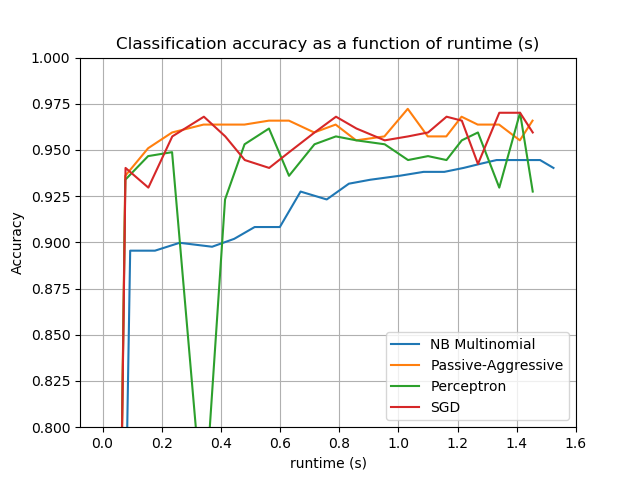 Classification accuracy as a function of runtime (s)
Accuracy
1.000
0.975
0.950
0.925
0.900
0.875
0.850
0.825
0.800
NB Multinomial
Passive-Aggressive
Perceptron
SGD
0.0 0.2 0.4 0.6 0.8 1.0 1.2 1.4 1.6
runtime (s)